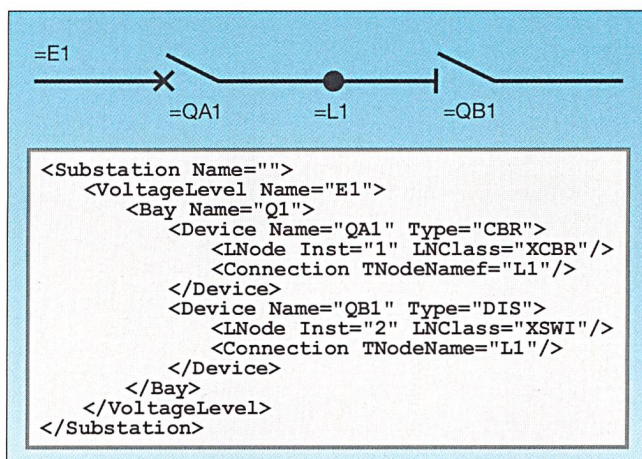 =E1
=QA1 =L1 =QB1
<Substation Name="">
<VoltageLevel Name="E1">
<Bay Name="Q1">
<Device Name="QA1" Type="CBR">
<LNode Inst="1" LNClass="XCBR"/>
<Connection TNodeNamef="L1"/>
</Device>
<Device Name="QB1" Type="DIS">
<LNode Inst="2" LNClass="XSWI"/>
<Connection TNodeName="L1"/>
</Device>
</Bay>
</VoltageLevel>
</Substation>